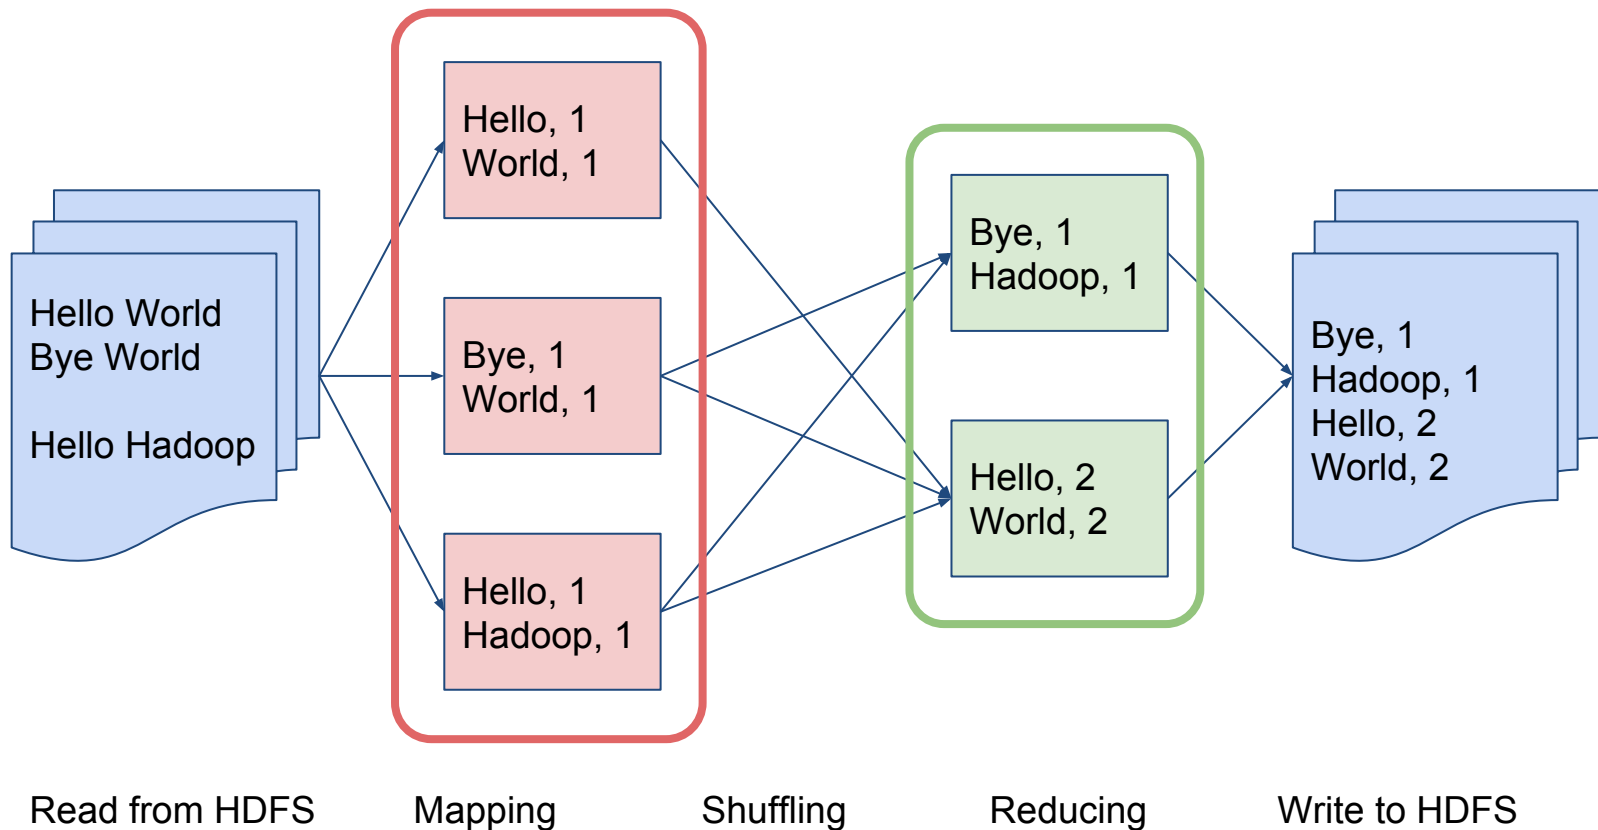 Hello World
Bye World
Hello Hadoop
Hello, 1
World, 1
Bye, 1
World, 1
Hello, 1
Hadoop, 1
Bye, 1
Hadoop, 1
Hello, 2
World, 2
Bye, 1
Hadoop, 1
Hello, 2
World, 2
Read from HDFS
Mapping
Shuffling
Reducing
Write to HDFS